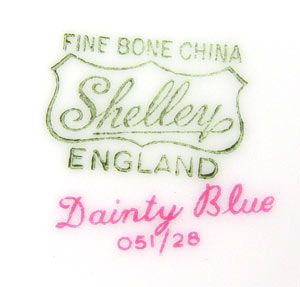 FINE BONE CHINA
Shelley
ENGLAND
Dainty Blue
051/28